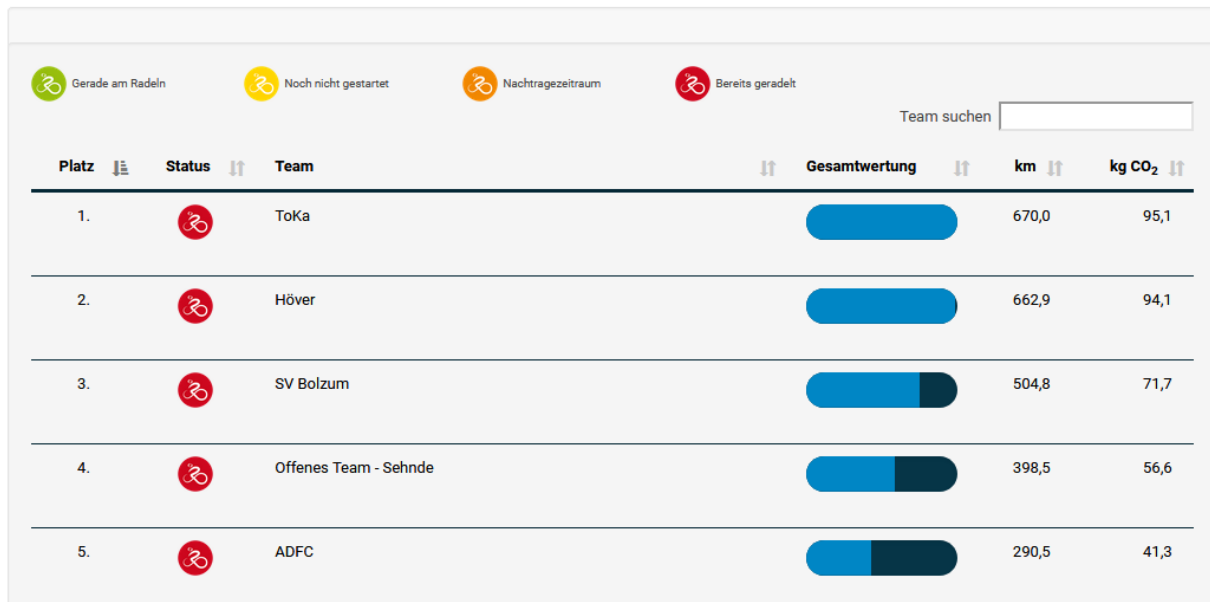 Gerade am Radeln Noch nicht gestartet Nachtragezeitraum Bereits geradelt
Team suchen
Platz Status Team Gesamtwertung km kg CO₂
1. ToKa 670,0 95,1
2. Höver 662,9 94,1
3. SV Bolzum 504,8 71,7
4. Offenes Team - Sehnde 398,5 56,6
5. ADFC 290,5 41,3